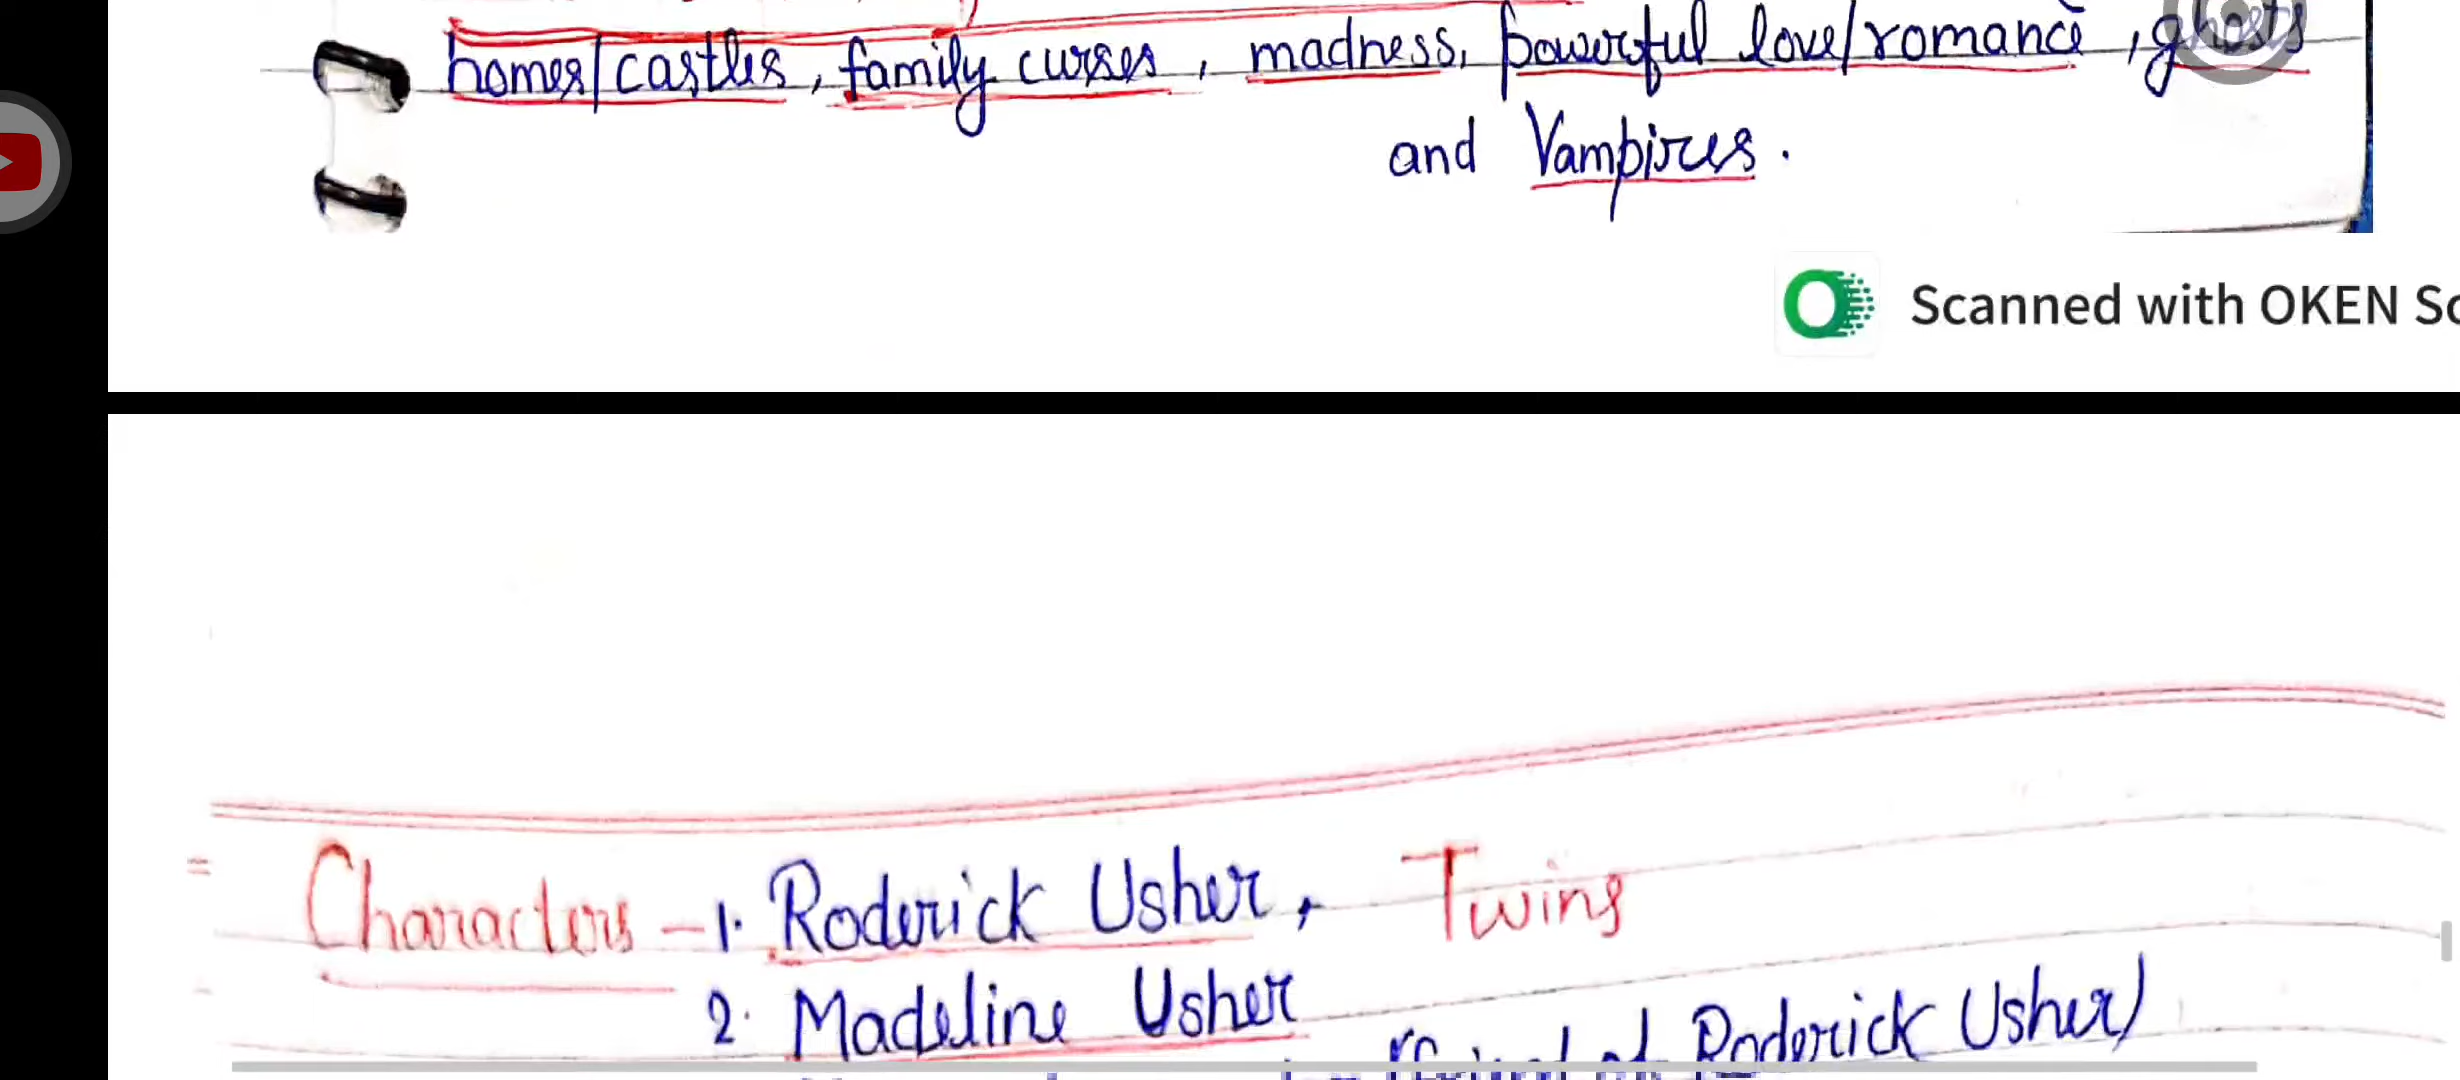 homes/castles, family curses, madness, powerful love/romance, ghosts
and Vampires.
Scanned with OKEN Sc
= Characters - 1. Roderick Usher, Twins
2. Madeline Usher
of Roderick Usher)